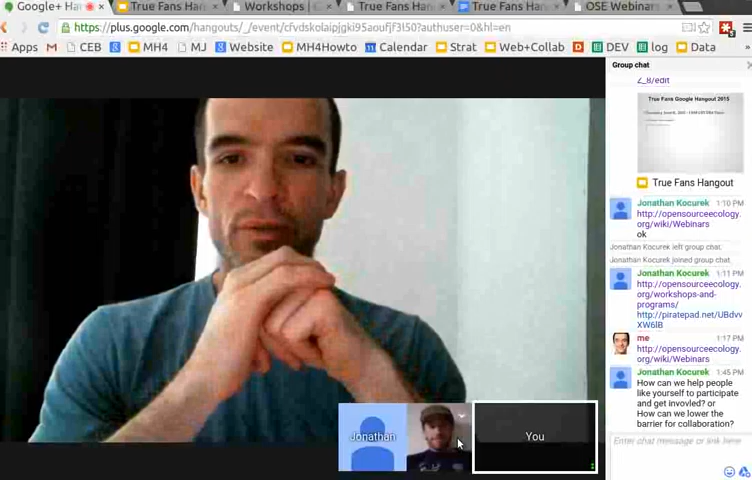 Google+ Ha
True Fans Han
Workshops | O
True Fans Han
True Fans Han
OSE Webinars
https://plus.google.com/hangouts/_/event/cfvdskolaipjgki95aoufjf3l50?authuser=0&hl=en
Apps
CEB
MH4
MJ
Website
MH4Howto
Calendar
Strat
Web+Collab
DEV
log
Data
Group chat
Z_8/edit
True Fans Google Hangout 2015
True Fans Hangout
Jonathan Kocurek 1:10 PM
http://opensourceecology.
org/wiki/Webinars
ok
Jonathan Kocurek left group chat.
Jonathan Kocurek joined group chat.
Jonathan Kocurek 1:11 PM
http://opensourceecology.
org/workshops-and-
programs/
http://piratepad.net/UBdvv
XW6lB
me 1:17 PM
http://opensourceecology.
org/wiki/Webinars
Jonathan Kocurek 1:45 PM
How can we help people
like yourself to participate
and get invovled? or
How can we lower the
barrier for collaboration?
Enter chat message or link here
Jonathan
You